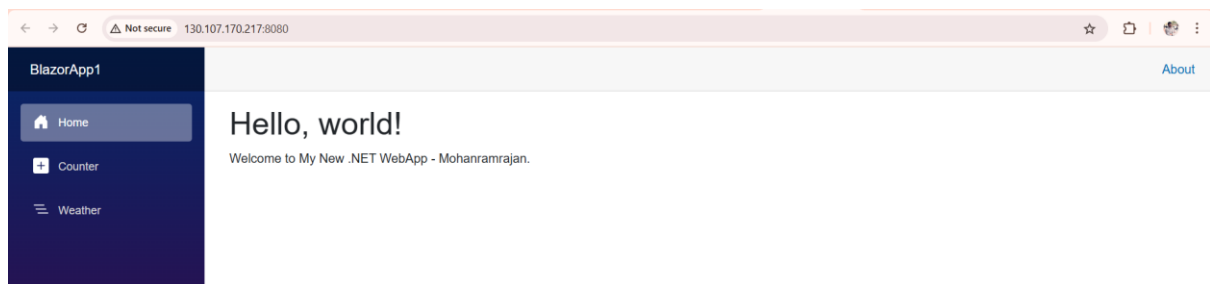 Not secure 130.107.170.217:8080
BlazorApp1
About
Home
Hello, world!
Welcome to My New .NET WebApp - Mohanramrajan.
Counter
Weather